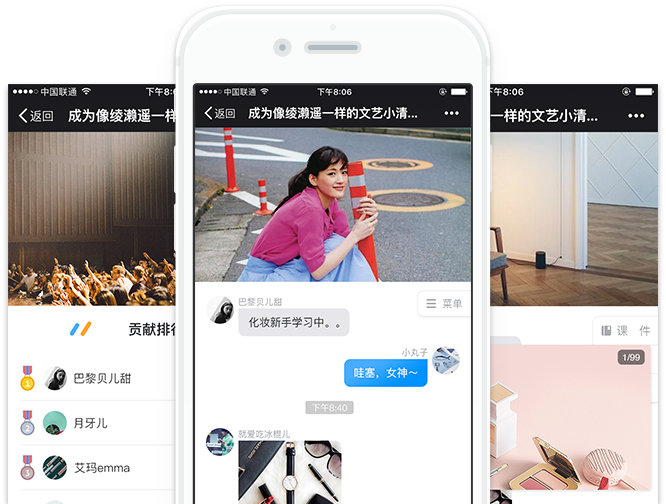 中国联通
下午8:0
返回
成为像绫濑遥一样
贡献排行
巴黎贝儿甜
月牙儿
艾玛emma
中国联通
下午8:06
返回
成为像绫濑遥一样的文艺小清...
巴黎贝儿甜
化妆新手学习中。。
菜单
小丸子
哇塞，女神～
下午8:40
就爱吃冰棍儿
午8:06
一样的文艺小清...
课 件
1/99